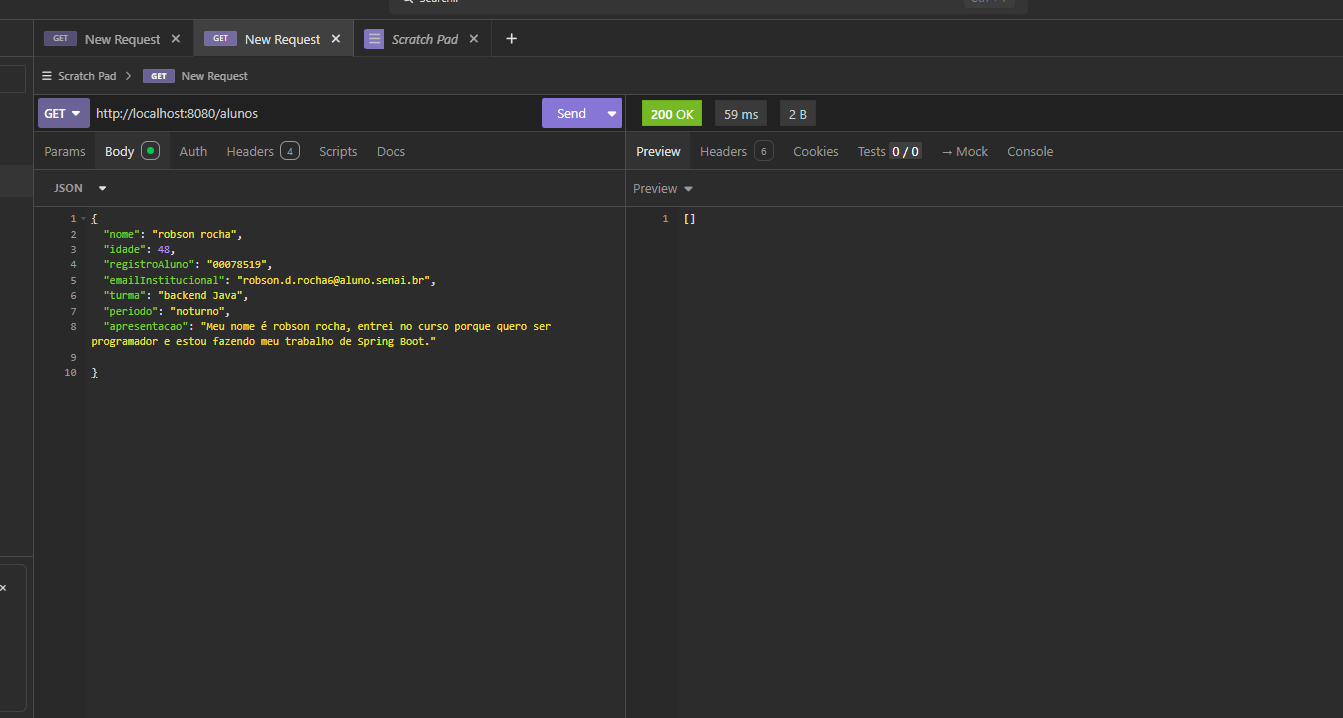 GET New Request × GET New Request × Scratch Pad × +
Scratch Pad > GET New Request
GET http://localhost:8080/alunos Send 200 OK 59 ms 2 B
Params Body Auth Headers 4 Scripts Docs Preview Headers 6 Cookies Tests 0 / 0 → Mock Console
JSON Preview
1 { 1 []
2 "nome": "robson rocha",
3 "idade": 48,
4 "registroAluno": "00078519",
5 "emailInstitucional": "robson.d.rocha6@aluno.senai.br",
6 "turma": "backend Java",
7 "periodo": "noturno",
8 "apresentacao": "Meu nome é robson rocha, entrei no curso porque quero ser
programador e estou fazendo meu trabalho de Spring Boot."
9
10 }